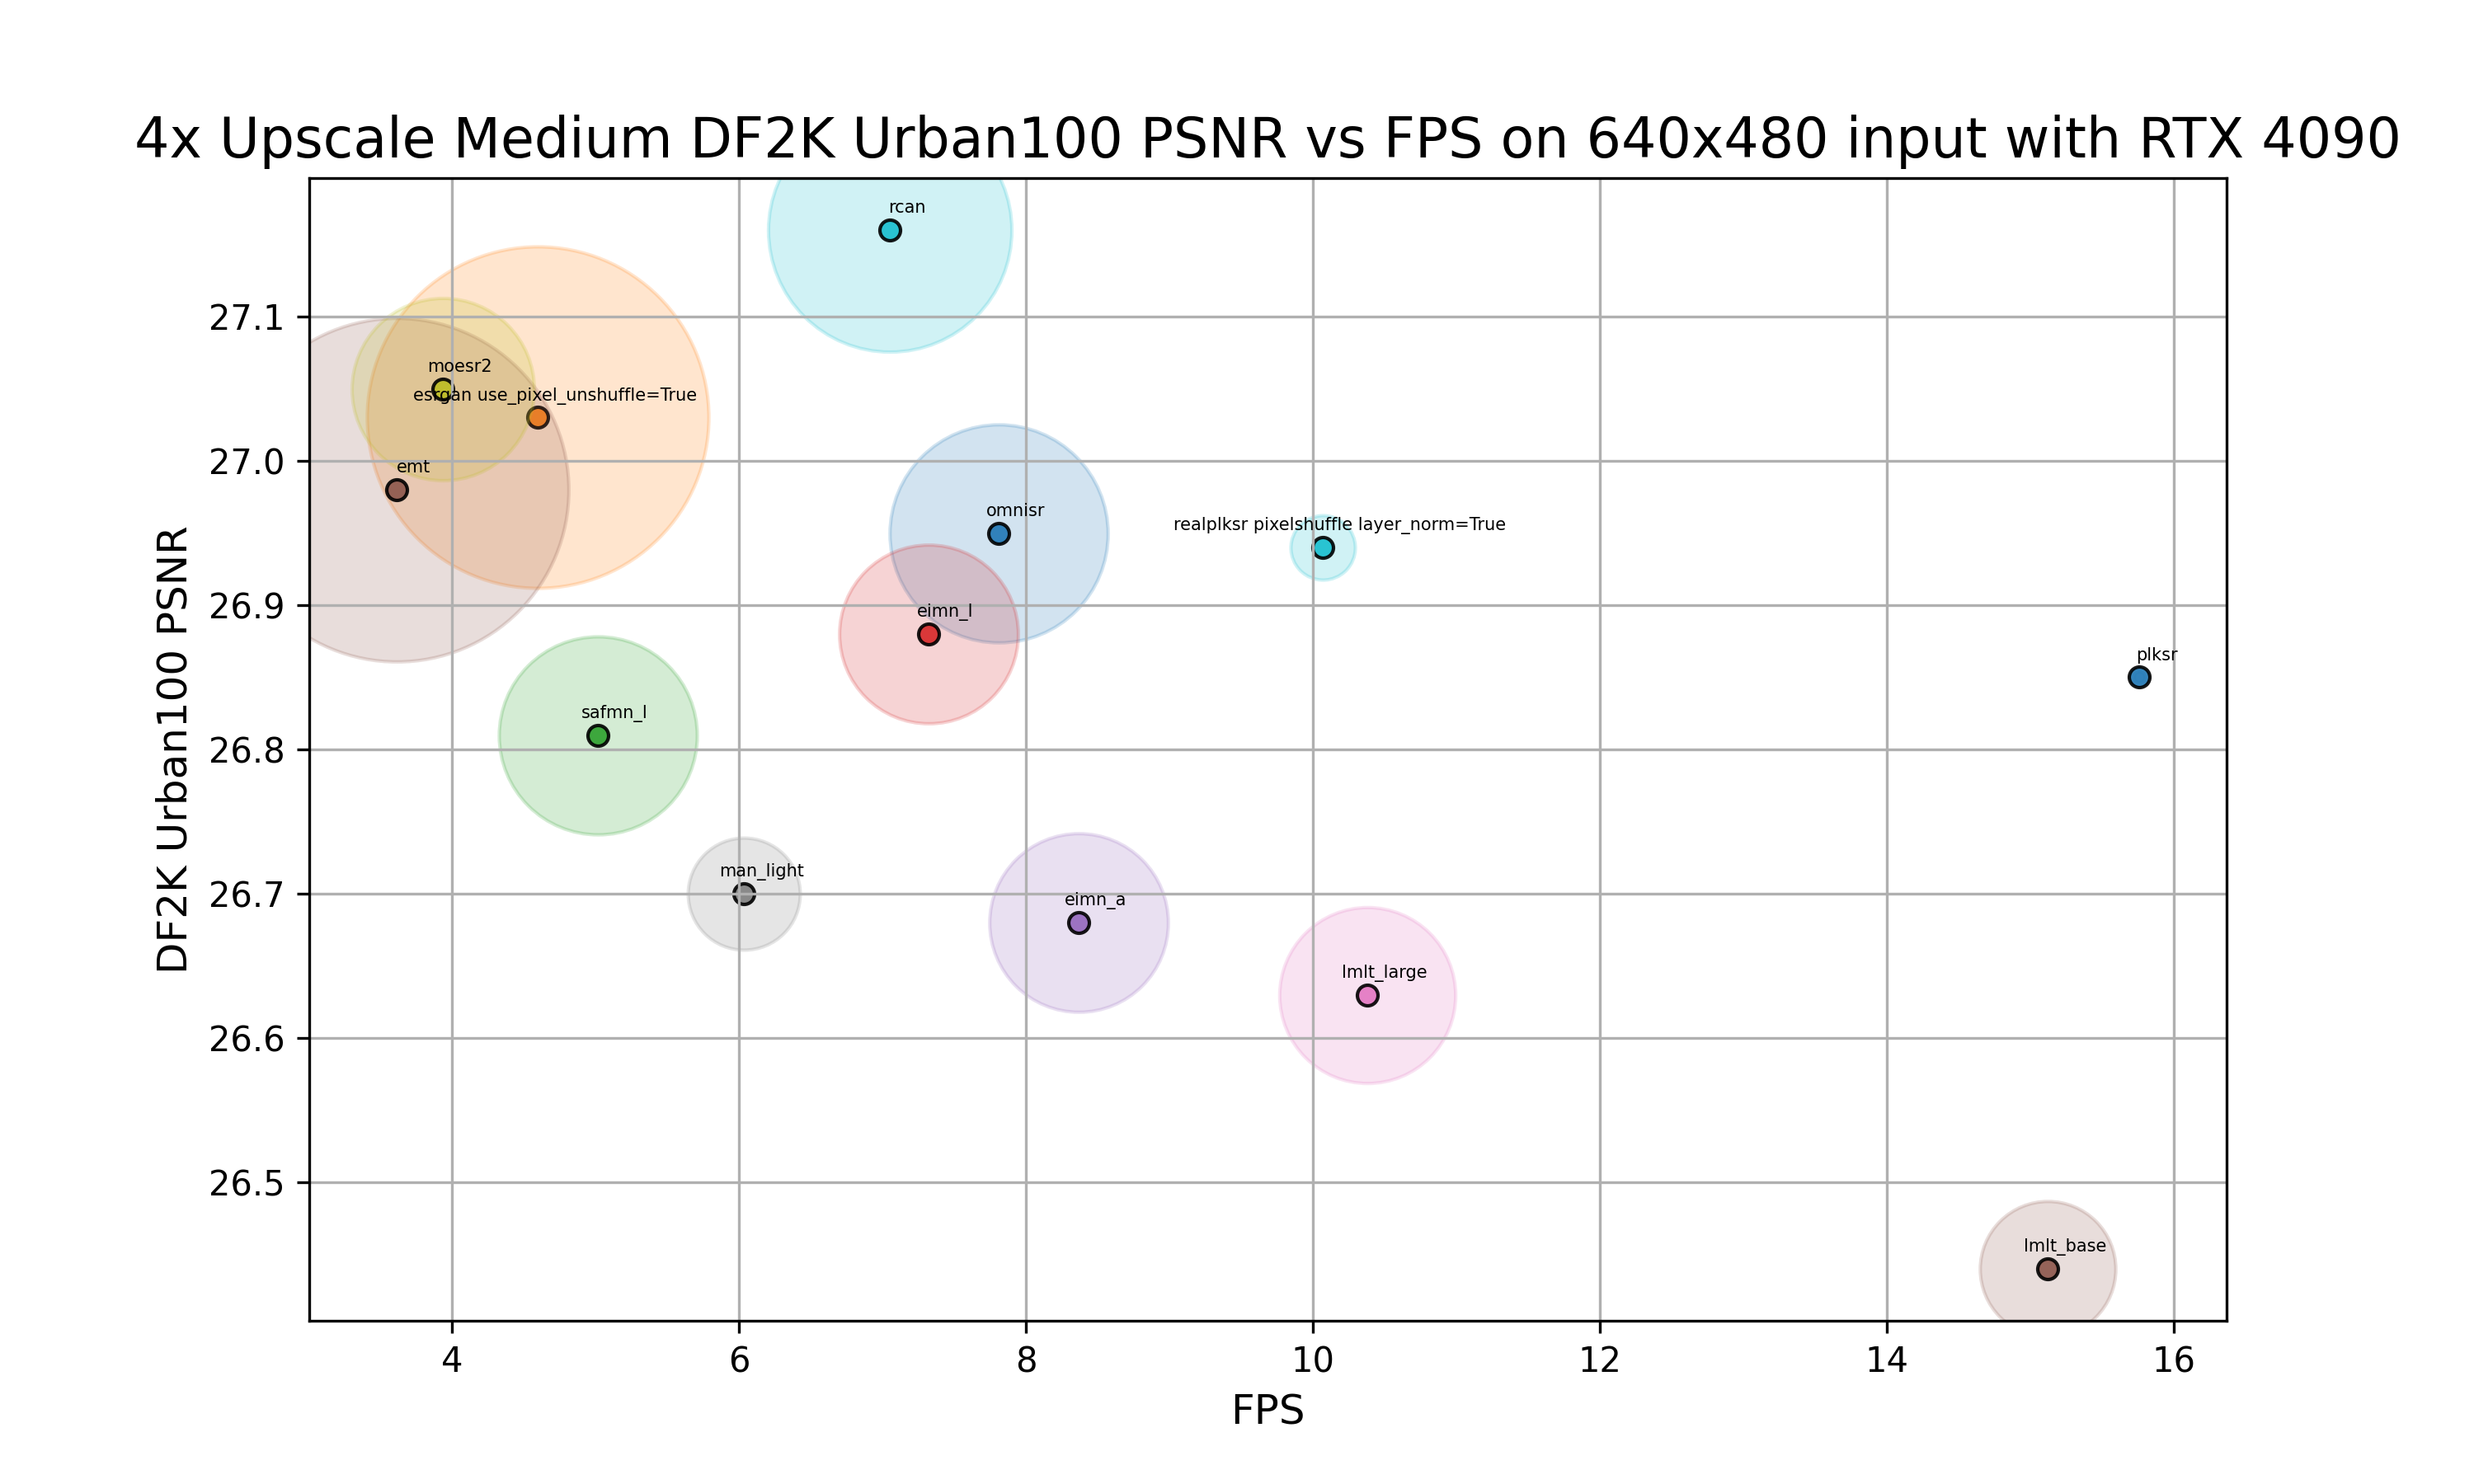 4x Upscale Medium DF2K Urban100 PSNR vs FPS on 640x480 input with RTX 4090
rcan
27.1
moesr2
esrgan use_pixel_unshuffle=True
27.0
emt
omnisr
realplksr pixelshuffle layer_norm=True
26.9
eimn_l
plksr
safmn_l
26.8
man_light
26.7
eimn_a
lmlt_large
26.6
26.5
lmlt_base
DF2K Urban100 PSNR
4 6 8 10 12 14 16
FPS